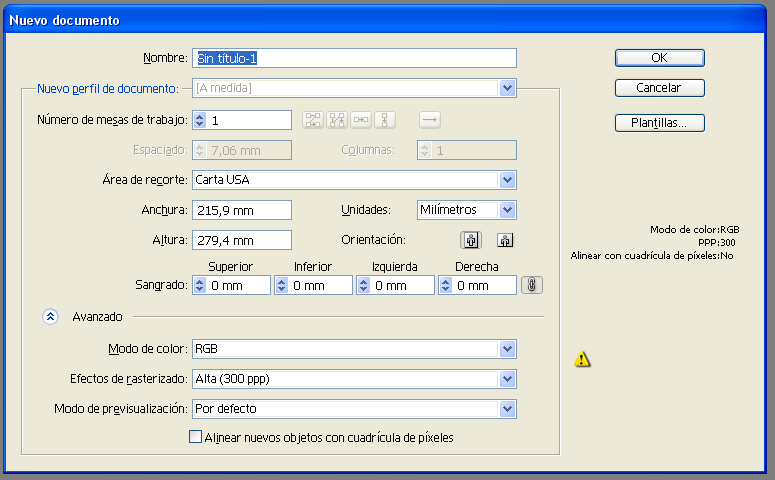 Nuevo documento
Nombre: Sin título-1
OK
Nuevo perfil de documento: [A medida]
Cancelar
Número de mesas de trabajo: 1
Plantillas...
Espaciado: 7,06 mm Columnas: 1
Área de recorte: Carta USA
Anchura: 215,9 mm Unidades: Milímetros
Altura: 279,4 mm Orientación:
Modo de color:RGB
PPP:300
Alinear con cuadrícula de píxeles:No
Superior Inferior Izquierda Derecha
Sangrado: 0 mm 0 mm 0 mm 0 mm
Avanzado
Modo de color: RGB
Efectos de rasterizado: Alta (300 ppp)
Modo de previsualización: Por defecto
Alinear nuevos objetos con cuadrícula de píxeles